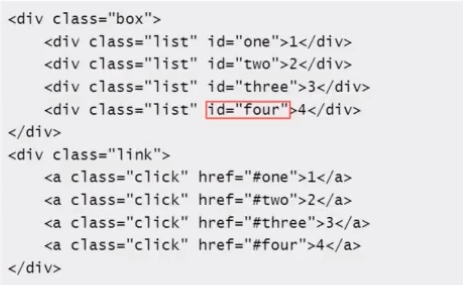 <div class="box">
<div class="list" id="one">1</div>
<div class="list" id="two">2</div>
<div class="list" id="three">3</div>
<div class="list" id="four">4</div>
</div>
<div class="link">
<a class="click" href="#one">1</a>
<a class="click" href="#two">2</a>
<a class="click" href="#three">3</a>
<a class="click" href="#four">4</a>
</div>